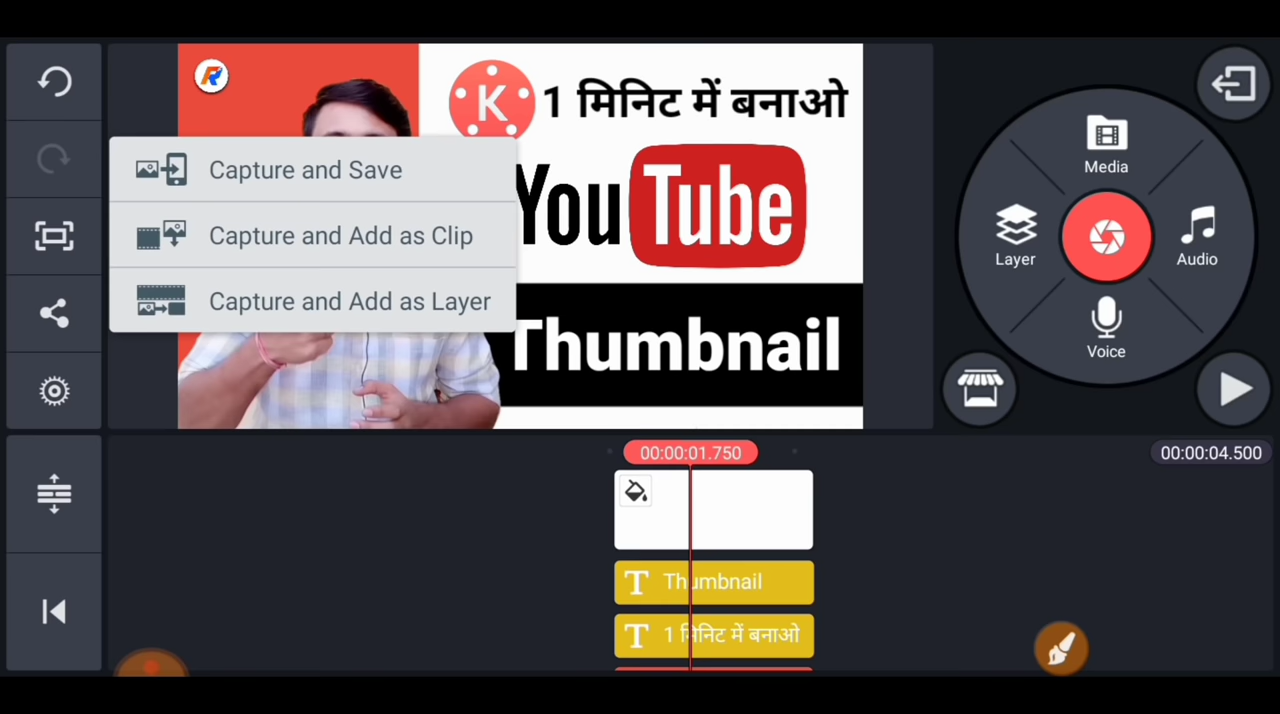 K 1 मिनिट में बनाओ
YouTube
Thumbnail
Capture and Save
Capture and Add as Clip
Capture and Add as Layer
Media
Layer
Audio
Voice
00:00:01.750
00:00:04.500
T Thumbnail
T 1 मिनिट में बनाओ